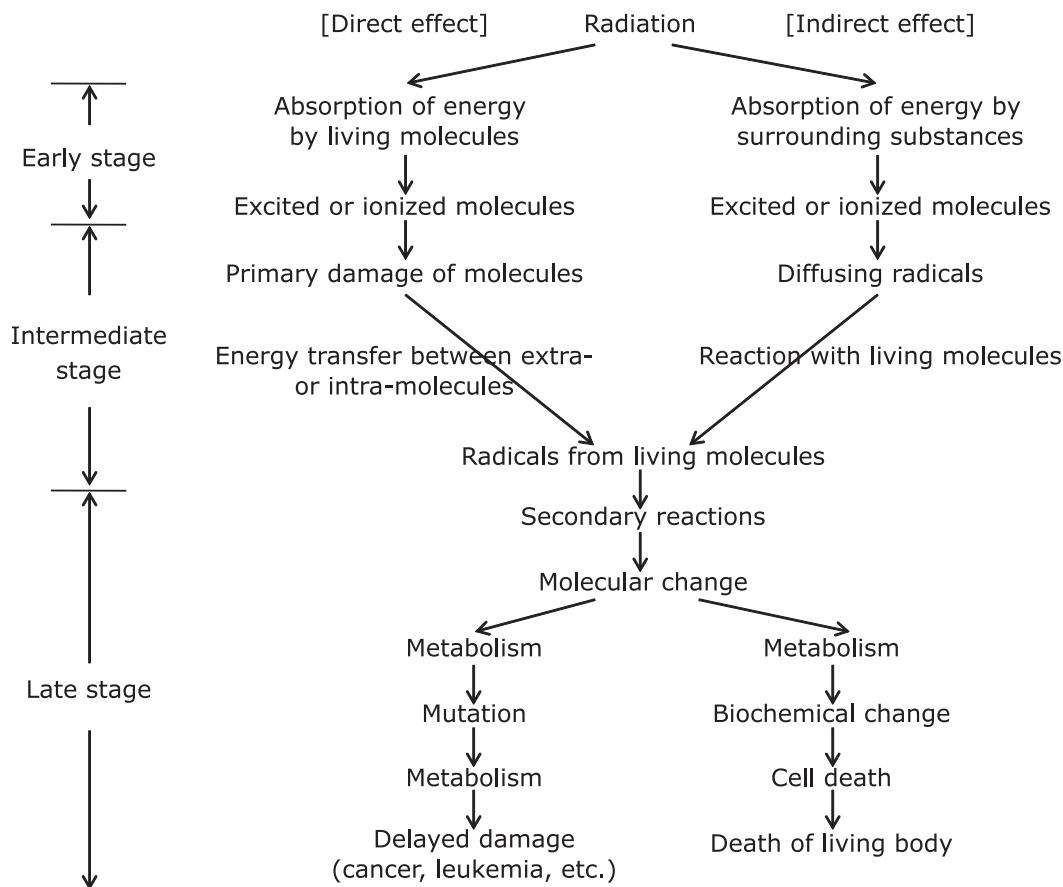 [Direct effect] Radiation [Indirect effect]
Absorption of energy
by living molecules
Absorption of energy by
surrounding substances
Early stage
Excited or ionized molecules
Excited or ionized molecules
Primary damage of molecules
Diffusing radicals
Intermediate
stage
Energy transfer between extra-
or intra-molecules
Reaction with living molecules
Radicals from living molecules
Secondary reactions
Molecular change
Late stage
Metabolism
Metabolism
Mutation
Biochemical change
Metabolism
Cell death
Delayed damage
(cancer, leukemia, etc.)
Death of living body